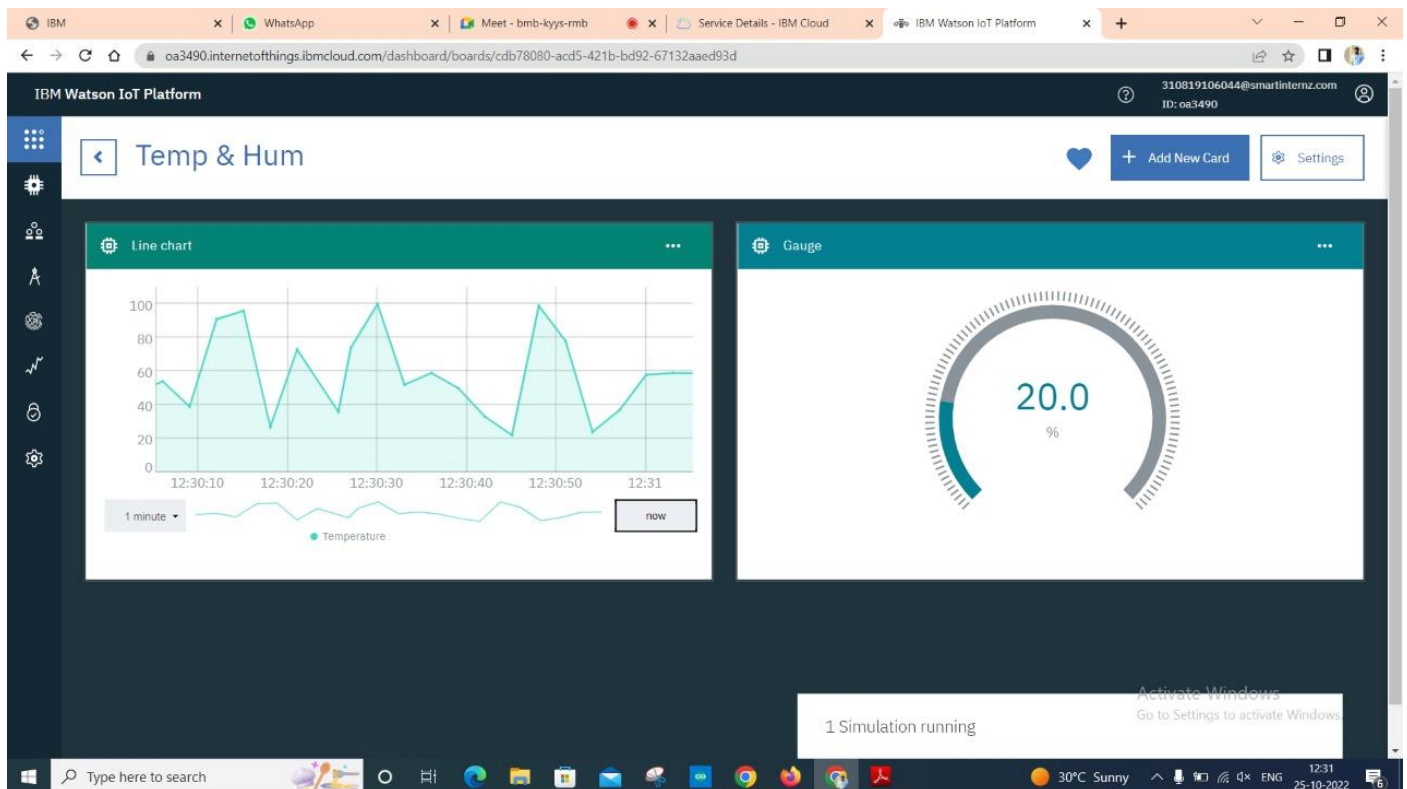 IBM
WhatsApp
Meet - bmb-kyys-rmb
Service Details - IBM Cloud
IBM Watson IoT Platform
oa3490.internetofthings.ibmcloud.com/dashboard/boards/cdb78080-acd5-421b-bd92-67132aaed93d
IBM Watson IoT Platform
310819106044@smartinternz.com
ID: oa3490
Temp & Hum
Add New Card
Settings
Line chart
Gauge
100
80
60
40
20
0
12:30:10 12:30:20 12:30:30 12:30:40 12:30:50 12:31
1 minute
now
Temperature
20.0
%
1 Simulation running
Activate Windows
Go to Settings to activate Windows.
Type here to search
30°C Sunny
ENG
12:31
25-10-2022
6